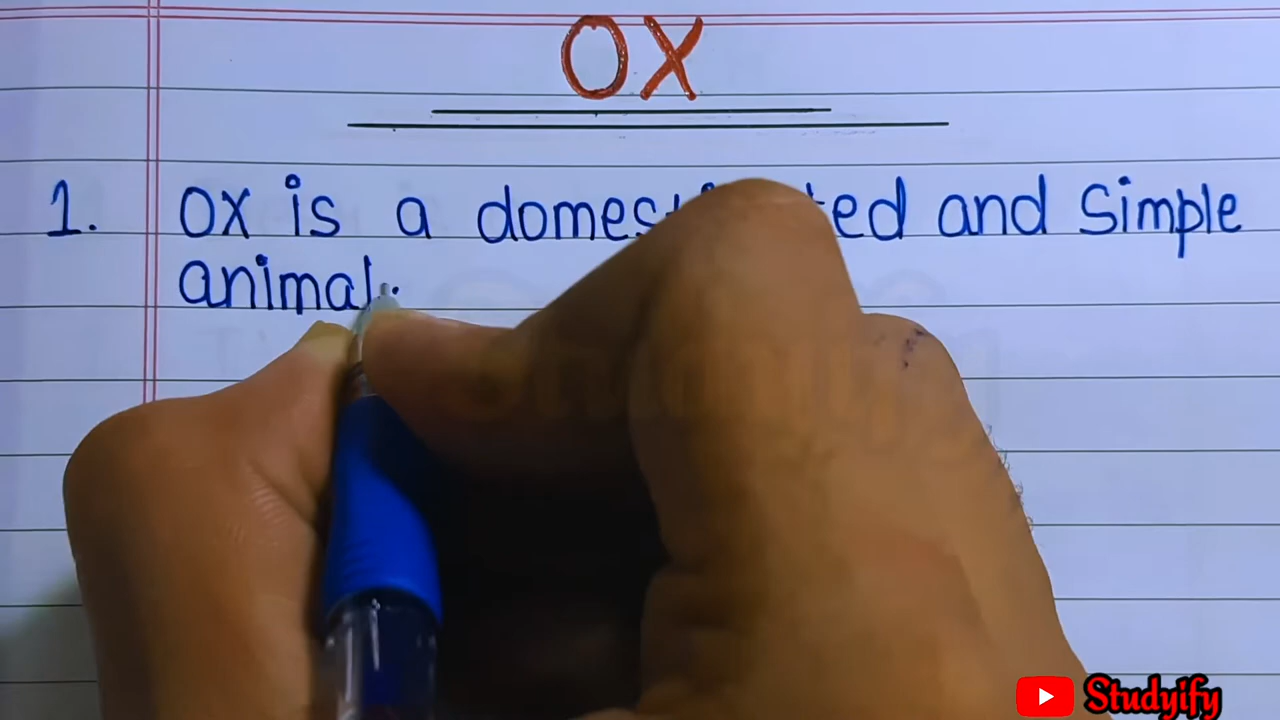 OX
1. OX is a and Simple
animal.
Studyify